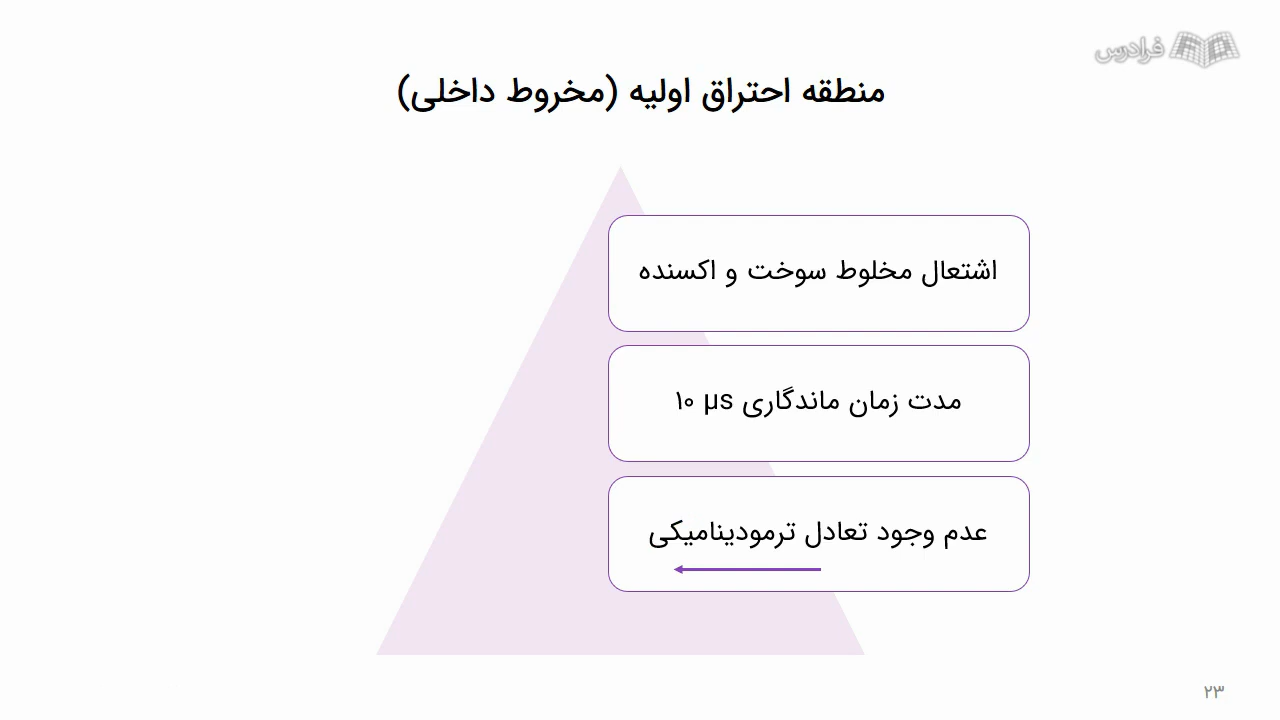 فرادرس
منطقه احتراق اولیه (مخروط داخلی)
اشتعال مخلوط سوخت و اکسنده
مدت زمان ماندگاری ۱۰ µs
عدم وجود تعادل ترمودینامیکی
۲۳